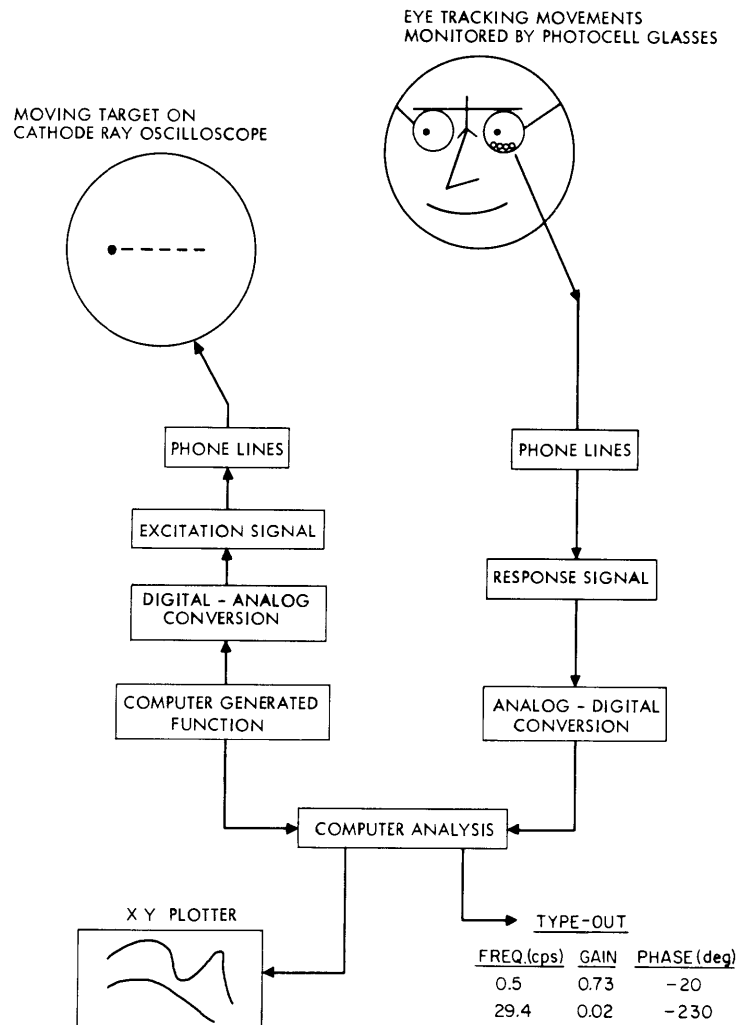 EYE TRACKING MOVEMENTS
MONITORED BY PHOTOCELL GLASSES
MOVING TARGET ON
CATHODE RAY OSCILLOSCOPE
PHONE LINES
EXCITATION SIGNAL
DIGITAL - ANALOG
CONVERSION
COMPUTER GENERATED
FUNCTION
PHONE LINES
RESPONSE SIGNAL
ANALOG - DIGITAL
CONVERSION
COMPUTER ANALYSIS
X Y PLOTTER
TYPE-OUT
FREQ.(cps) GAIN PHASE (deg)
0.5 0.73 -20
29.4 0.02 -230